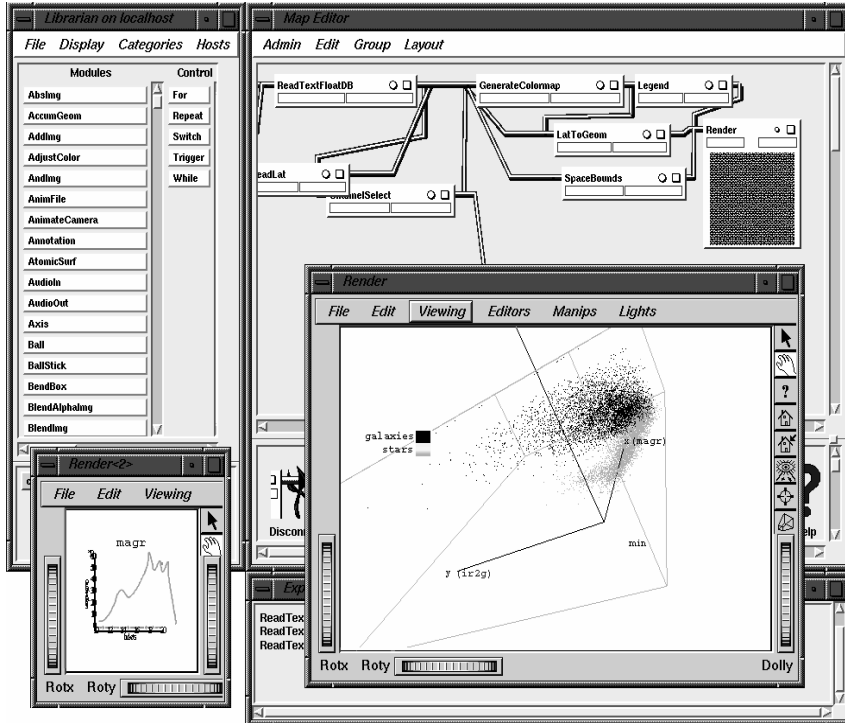 Librarian on localhost
File Display Categories Hosts
Modules
Control
AbsImg
AccumGeom
AddImg
AdjustColor
AndImg
AnimFile
AnimateCamera
Annotation
AtomicSurf
AudioIn
AudioOut
Axis
Ball
BallStick
BendBox
BlendAlphaImg
BlendImg
For
Repeat
Switch
Trigger
While
Map Editor
Admin Edit Group Layout
ReadTextFloatDB
GenerateColormap
Legend
LatToGeom
Render
eadLat
SpaceBounds
hannelSelect
Render
File Edit Viewing Editors Manips Lights
galaxies
stars
x (magr)
min
y (ir2g)
Rotx Roty
Dolly
?
Disconn
elp
Render<2>
File Edit Viewing
magr
Rotx Roty
Exp
ReadTex
ReadTex
ReadTex